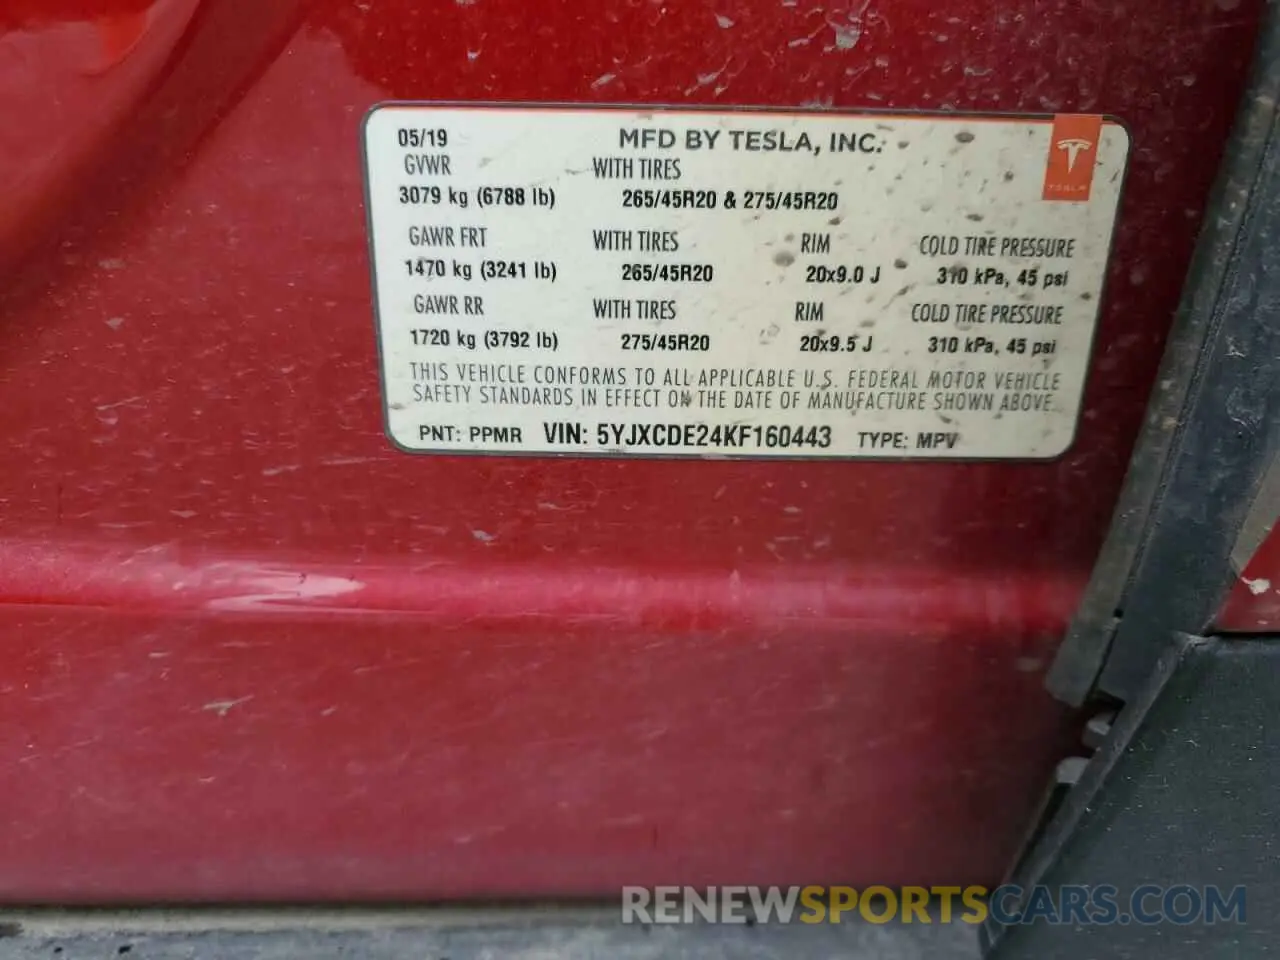 05/19 MFD BY TESLA, INC.
GVWR WITH TIRES
3079 kg (6788 lb) 265/45R20 & 275/45R20
TESLA
GAWR FRT WITH TIRES RIM COLD TIRE PRESSURE
1470 kg (3241 lb) 265/45R20 20x9.0 J 310 kPa, 45 psi
GAWR RR WITH TIRES RIM COLD TIRE PRESSURE
1720 kg (3792 lb) 275/45R20 20x9.5 J 310 kPa, 45 psi
THIS VEHICLE CONFORMS TO ALL APPLICABLE U.S. FEDERAL MOTOR VEHICLE
SAFETY STANDARDS IN EFFECT ON THE DATE OF MANUFACTURE SHOWN ABOVE
PNT: PPMR VIN: 5YJXCDE24KF160443 TYPE: MPV
RENEWSPORTSCARS.COM